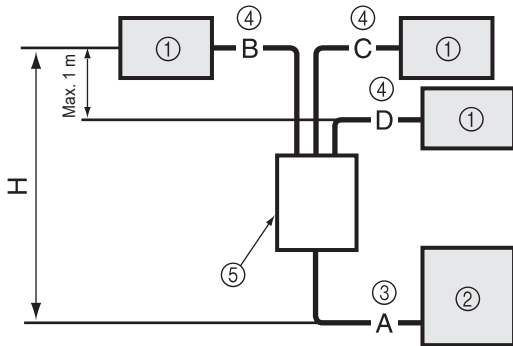 ④ ④
① B C ①
Max. 1 m
④
D ①
H
⑤
③
A ②